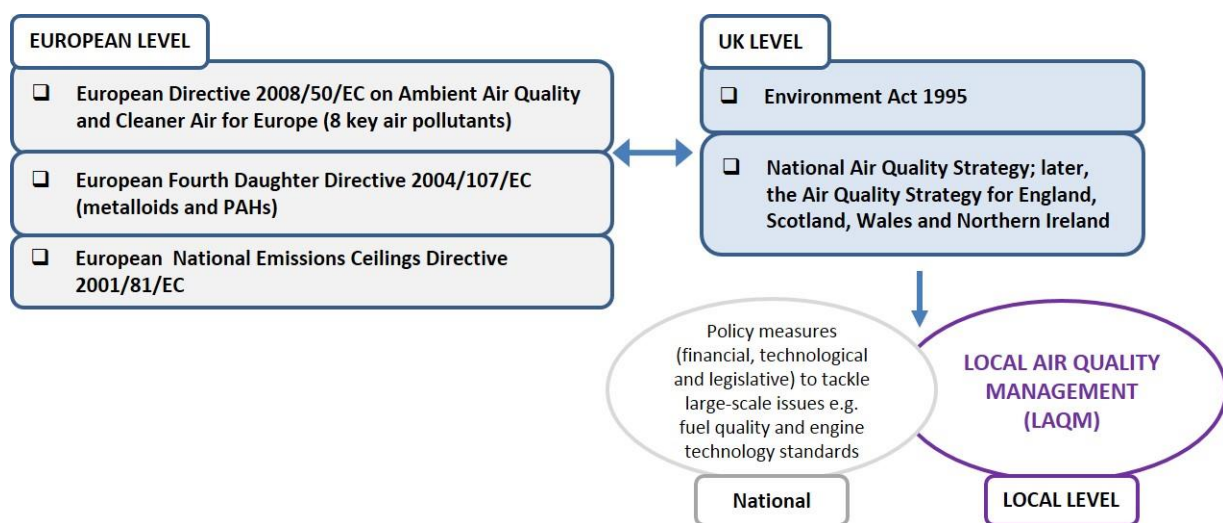 EUROPEAN LEVEL
❑ European Directive 2008/50/EC on Ambient Air Quality
and Cleaner Air for Europe (8 key air pollutants)
❑ European Fourth Daughter Directive 2004/107/EC
(metalloids and PAHs)
❑ European National Emissions Ceilings Directive
2001/81/EC
UK LEVEL
❑ Environment Act 1995
❑ National Air Quality Strategy; later,
the Air Quality Strategy for England,
Scotland, Wales and Northern Ireland
Policy measures
(financial, technological
and legislative) to tackle
large-scale issues e.g.
fuel quality and engine
technology standards
National
LOCAL AIR QUALITY
MANAGEMENT
(LAQM)
LOCAL LEVEL